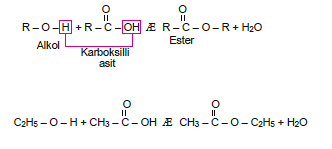 O O
R – O – H + R – C – OH Æ R – C – O – R + H2O
Alkol Karboksilli asit Ester
O O
C2H5 – O – H + CH3 – C – OH Æ CH3 – C – O – C2H5 + H2O